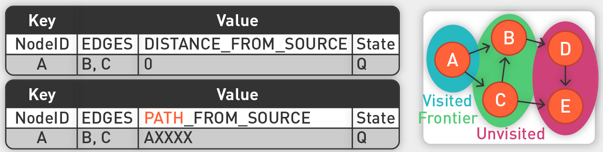 Key Value
NodeID EDGES DISTANCE_FROM_SOURCE State
A B, C 0 Q
Key Value
NodeID EDGES PATH_FROM_SOURCE State
A B, C AXXXX Q
A B D
C E
Visited
Frontier
Unvisited